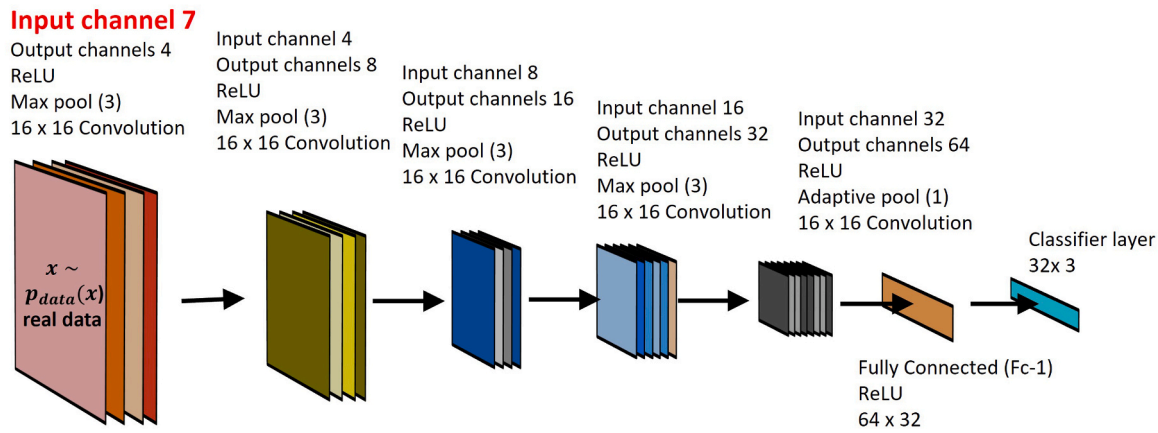 Input channel 7
Output channels 4
ReLU
Max pool (3)
16 x 16 Convolution
Input channel 4
Output channels 8
ReLU
Max pool (3)
16 x 16 Convolution
Input channel 8
Output channels 16
ReLU
Max pool (3)
16 x 16 Convolution
Input channel 16
Output channels 32
ReLU
Max pool (3)
16 x 16 Convolution
Input channel 32
Output channels 64
ReLU
Adaptive pool (1)
16 x 16 Convolution
Classifier layer
32x 3
x ~
p_data(x)
real data
Fully Connected (Fc-1)
ReLU
64 x 32